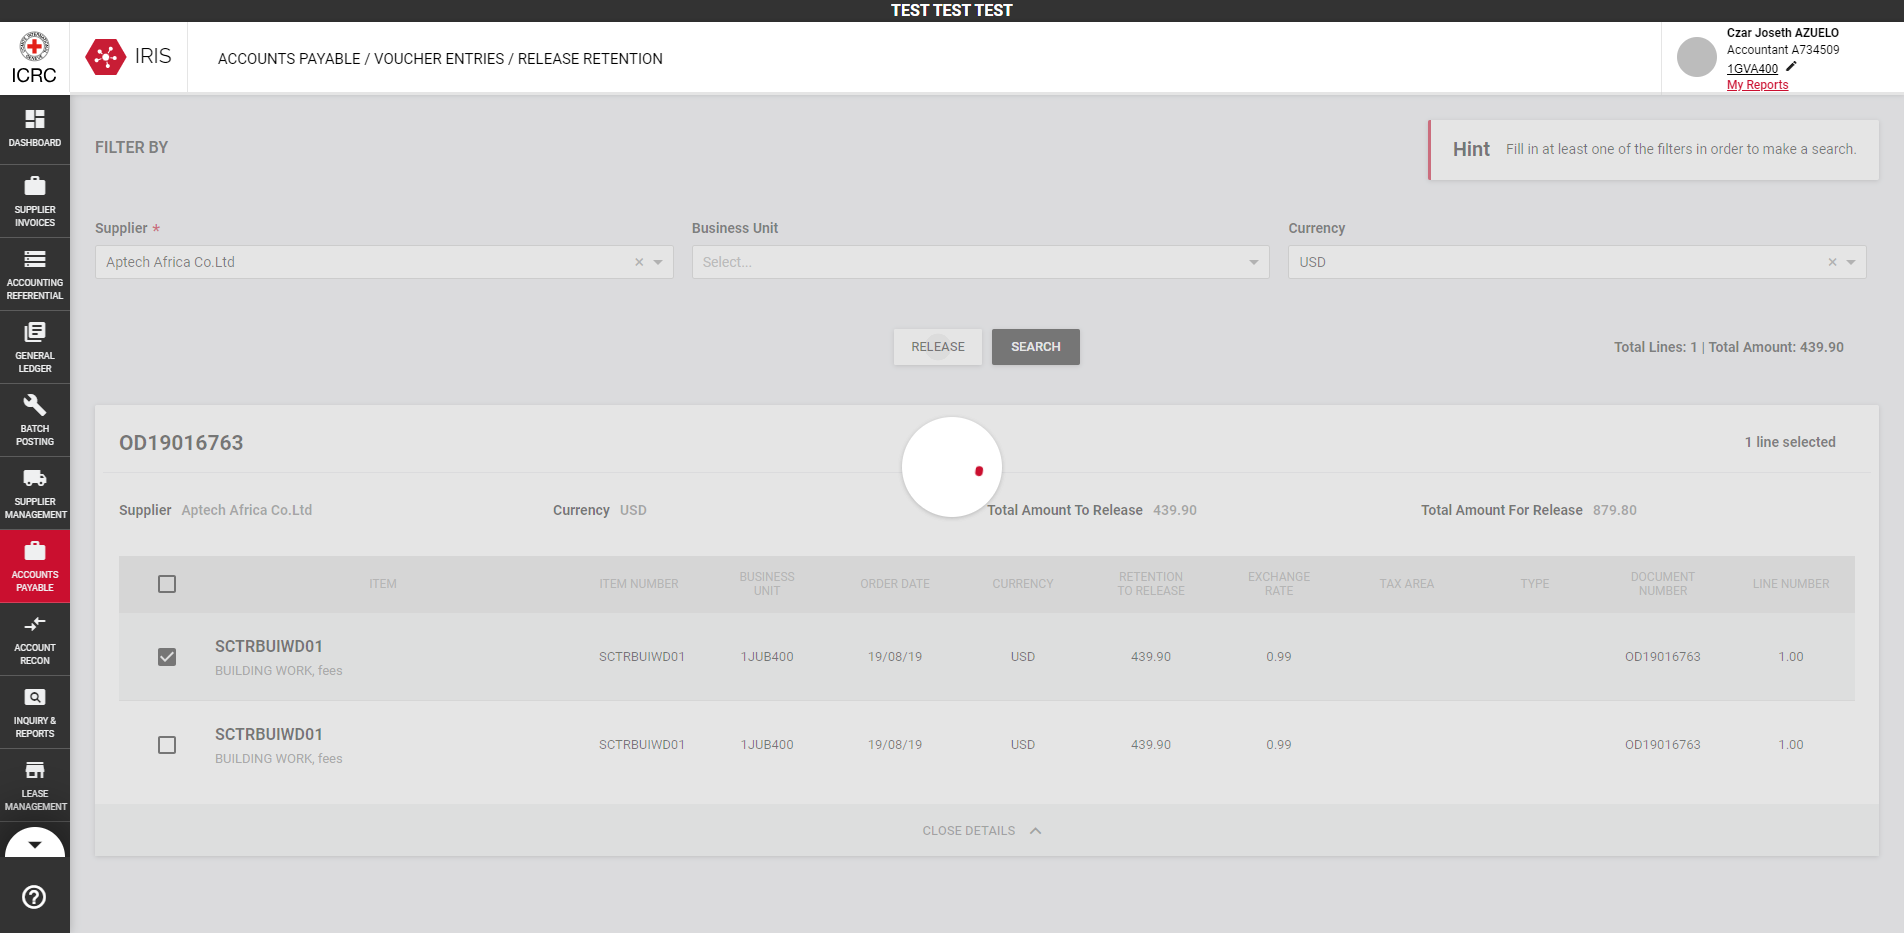 TEST TEST TEST
ICRC
IRIS
ACCOUNTS PAYABLE / VOUCHER ENTRIES / RELEASE RETENTION
Czar Joseth AZUELO
Accountant A734509
1GVA400
My Reports
DASHBOARD
SUPPLIER
INVOICES
ACCOUNTING
REFERENTIAL
GENERAL
LEDGER
BATCH
POSTING
SUPPLIER
MANAGEMENT
ACCOUNTS
PAYABLE
ACCOUNT
RECON
INQUIRY &
REPORTS
LEASE
MANAGEMENT
FILTER BY
Hint Fill in at least one of the filters in order to make a search.
Supplier * Business Unit Currency
Aptech Africa Co.Ltd Select... USD
RELEASE SEARCH Total Lines: 1 | Total Amount: 439.90
OD19016763 1 line selected
Supplier Aptech Africa Co.Ltd Currency USD Total Amount To Release 439.90 Total Amount For Release 879.80
ITEM ITEM NUMBER BUSINESS UNIT ORDER DATE CURRENCY RETENTION TO RELEASE EXCHANGE RATE TAX AREA TYPE DOCUMENT NUMBER LINE NUMBER
SCTRBUIWD01
BUILDING WORK, fees
SCTRBUIWD01 1JUB400 19/08/19 USD 439.90 0.99 OD19016763 1.00
SCTRBUIWD01
BUILDING WORK, fees
SCTRBUIWD01 1JUB400 19/08/19 USD 439.90 0.99 OD19016763 1.00
CLOSE DETAILS